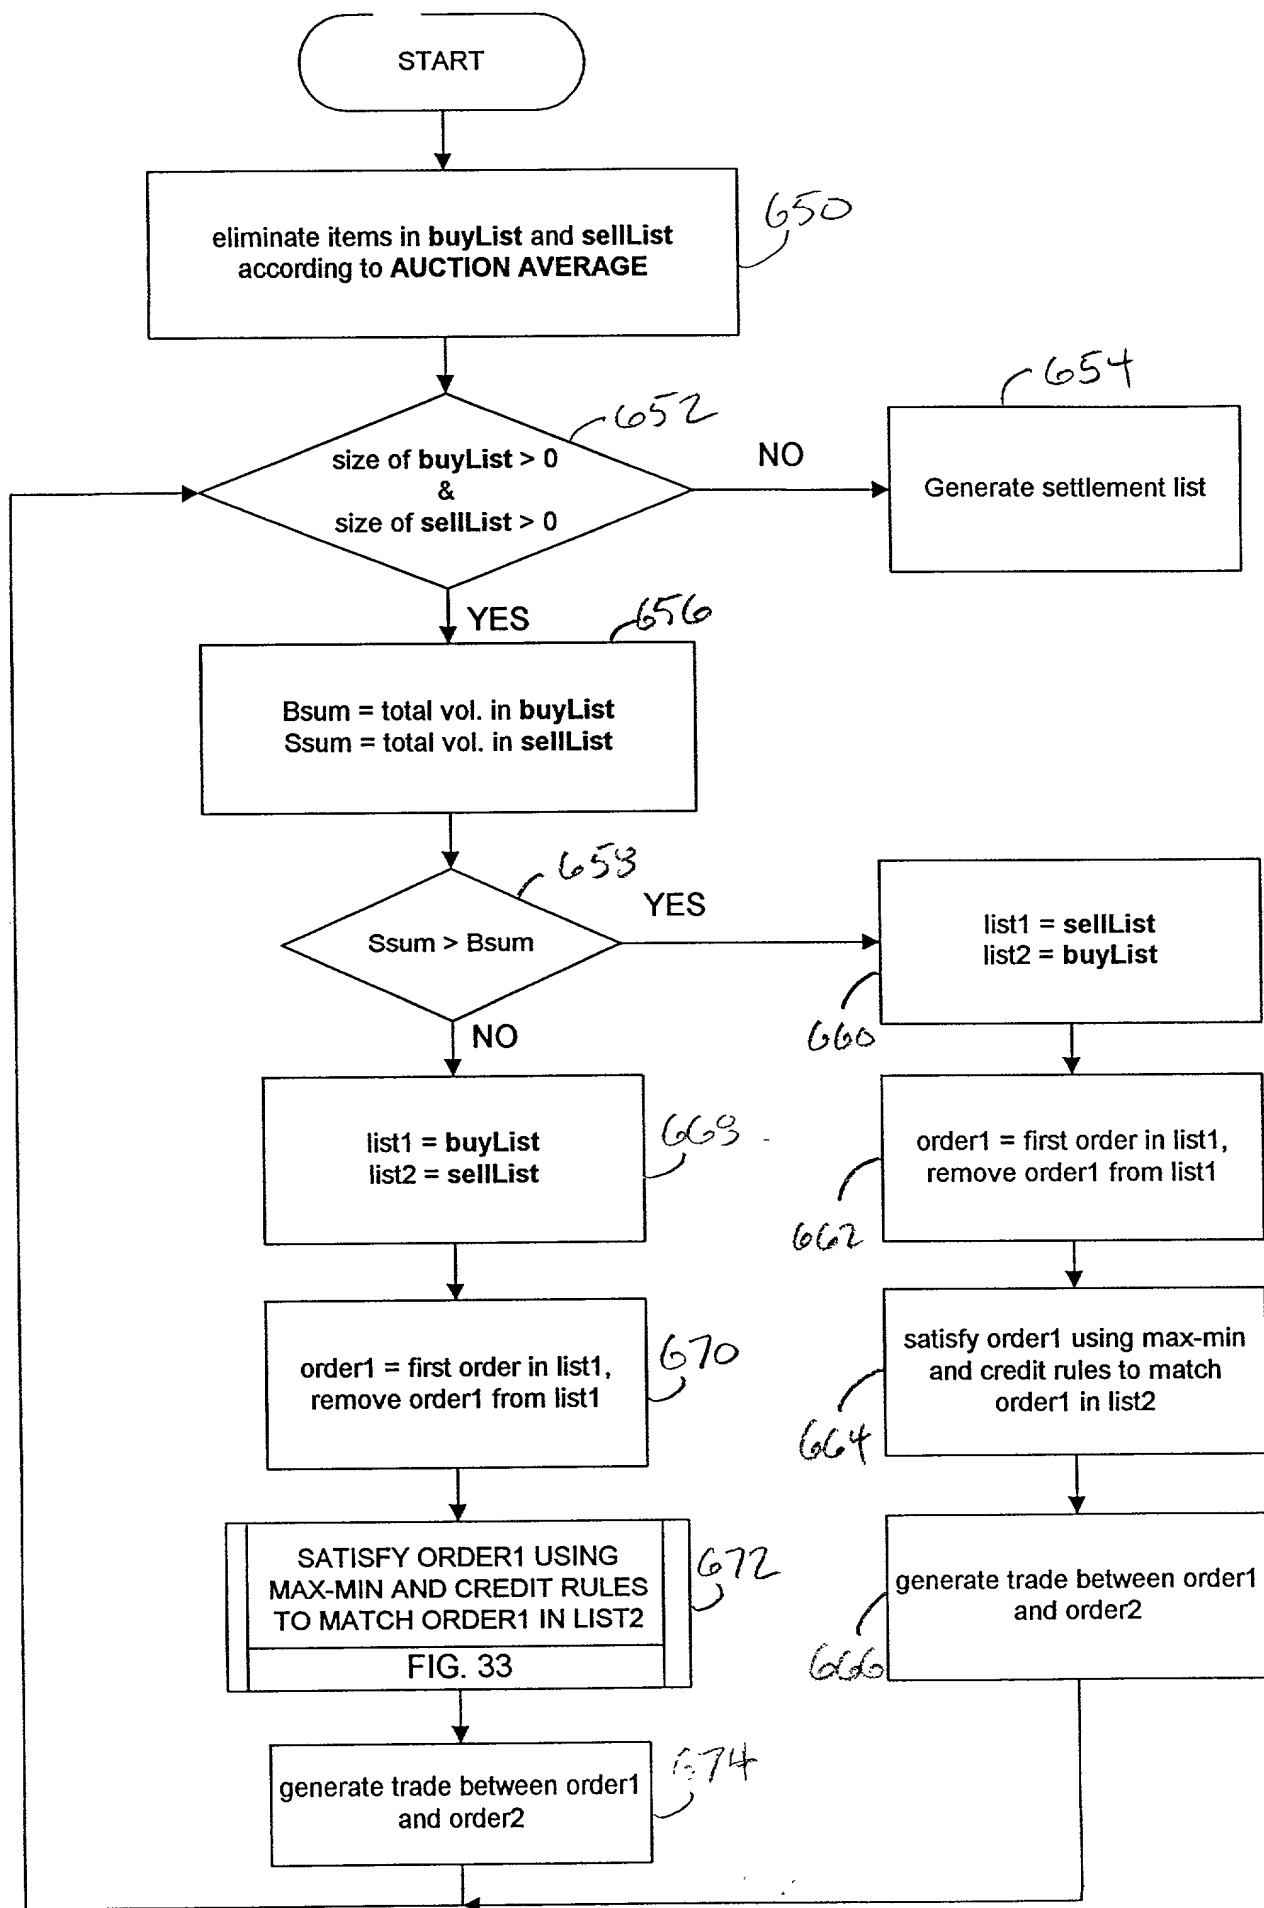 START
eliminate items in buyList and sellList
according to AUCTION AVERAGE
650
size of buyList > 0
&
size of sellList > 0
652
NO
654
Generate settlement list
YES
656
Bsum = total vol. in buyList
Ssum = total vol. in sellList
658
Ssum > Bsum
YES
list1 = sellList
list2 = buyList
660
NO
list1 = buyList
list2 = sellList
668
order1 = first order in list1,
remove order1 from list1
662
order1 = first order in list1,
remove order1 from list1
670
satisfy order1 using max-min
and credit rules to match
order1 in list2
664
SATISFY ORDER1 USING
MAX-MIN AND CREDIT RULES
TO MATCH ORDER1 IN LIST2
FIG. 33
672
generate trade between order1
and order2
666
generate trade between order1
and order2
674